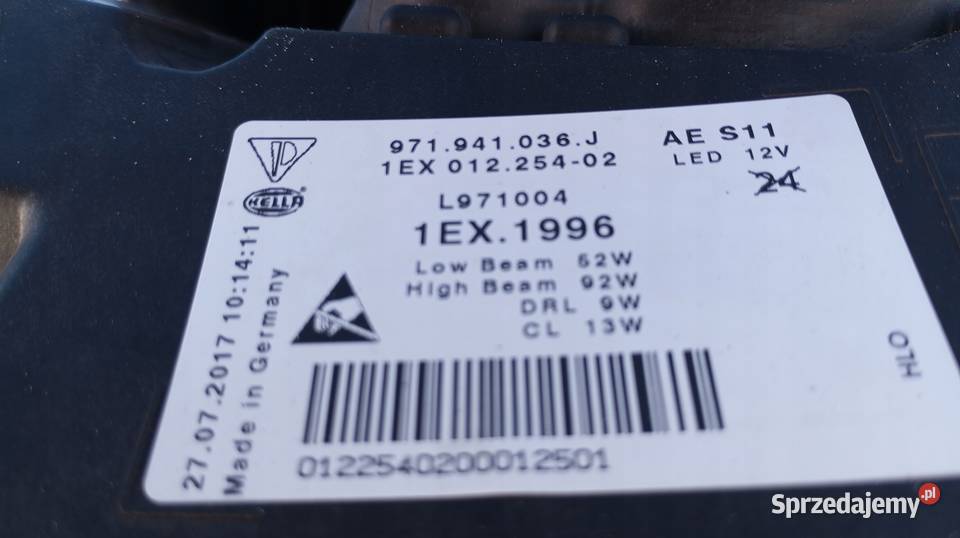 971.941.036.J
1EX 012.254-02
AE S11
LED 12V
24
HELLA
L971004
1EX.1996
Low Beam 52W
High Beam 92W
DRL 9W
CL 13W
27.07.2017 10:14:11
Made in Germany
OTH
0122540200012501
Sprzedajemy.pl